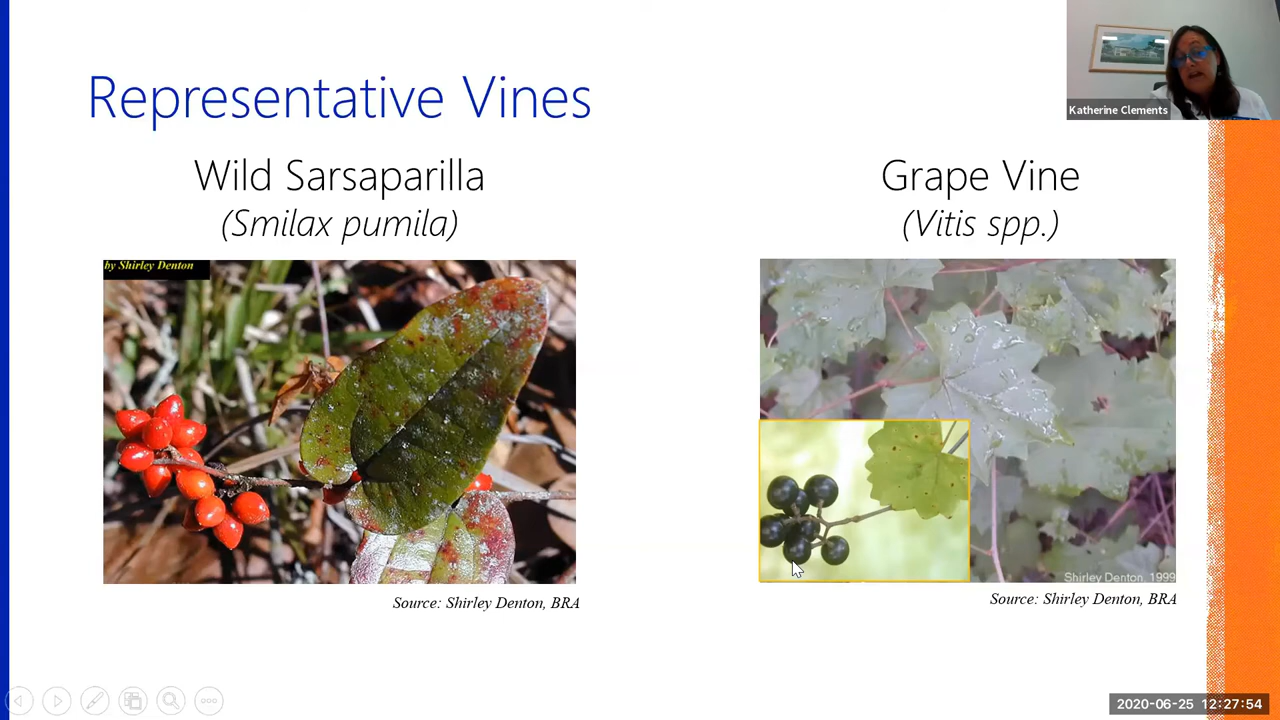 Representative Vines
Katherine Clements
Wild Sarsaparilla
(Smilax pumila)
Grape Vine
(Vitis spp.)
by Shirley Denton
Shirley Denton, 1999
Source: Shirley Denton, BRA
Source: Shirley Denton, BRA
2020-06-25 12:27:54